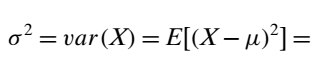 σ² = var(X) = E[(X − μ)²] =